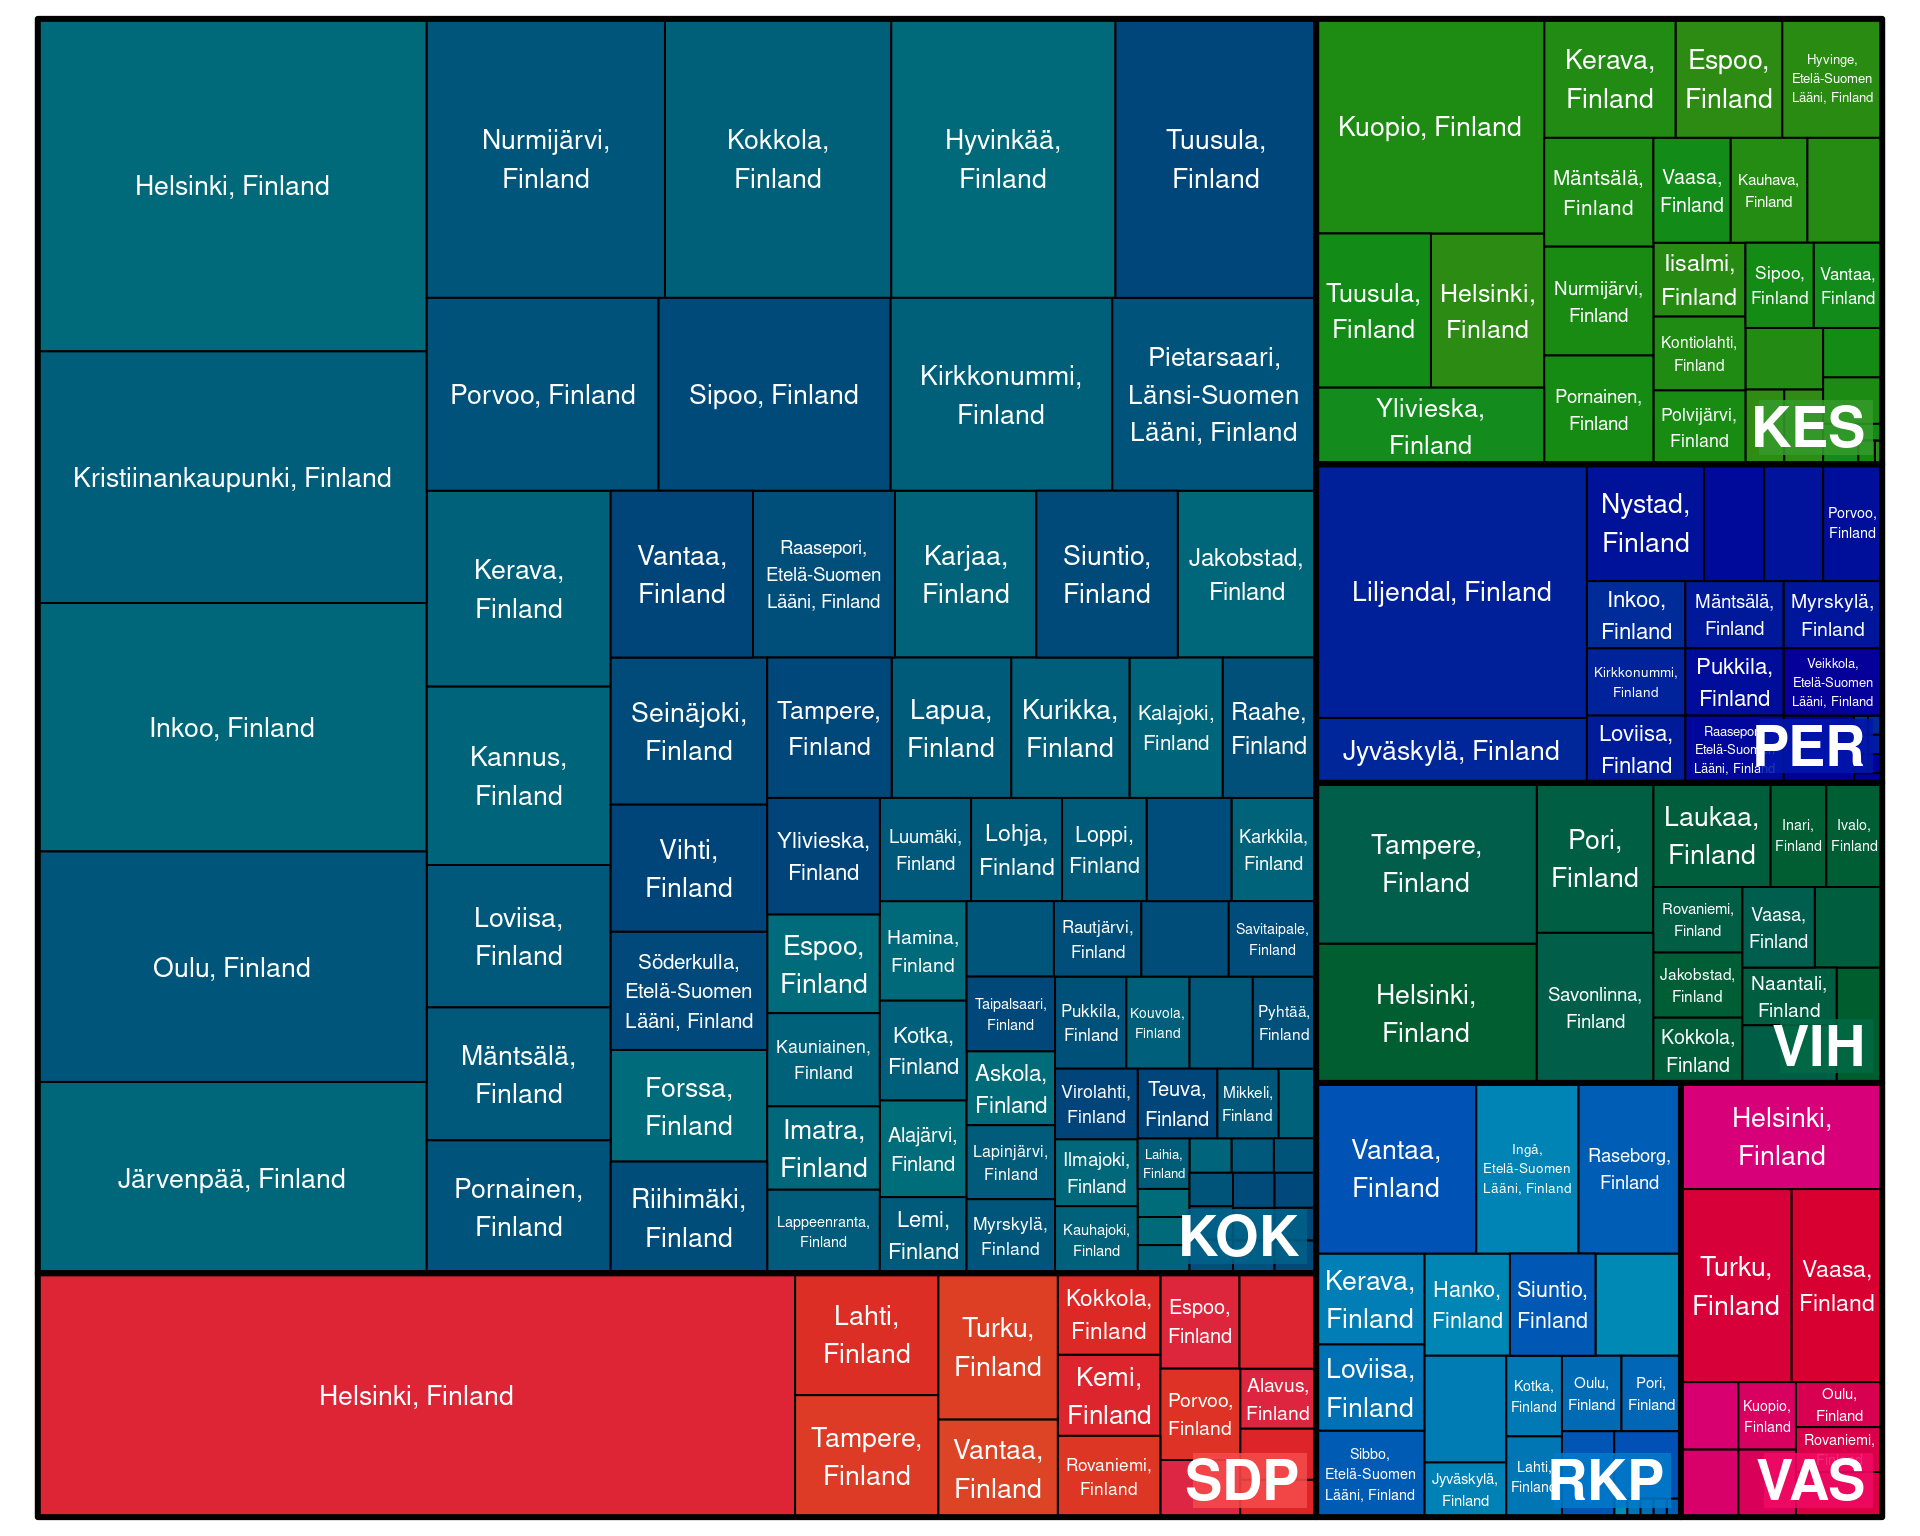 Helsinki, Finland
Kristiinankaupunki, Finland
Inkoo, Finland
Oulu, Finland
Järvenpää, Finland
Nurmijärvi,
Finland
Kokkola,
Finland
Hyvinkää,
Finland
Tuusula,
Finland
Porvoo, Finland
Sipoo, Finland
Kirkkonummi,
Finland
Pietarsaari,
Länsi-Suomen
Lääni, Finland
Kerava,
Finland
Kannus,
Finland
Loviisa,
Finland
Mäntsälä,
Finland
Pornainen,
Finland
Vantaa,
Finland
Raasepori,
Etelä-Suomen
Lääni, Finland
Karjaa,
Finland
Siuntio,
Finland
Jakobstad,
Finland
Seinäjoki,
Finland
Vihti,
Finland
Söderkulla,
Etelä-Suomen
Lääni, Finland
Forssa,
Finland
Riihimäki,
Finland
Tampere,
Finland
Lapua,
Finland
Kurikka,
Finland
Kalajoki,
Finland
Raahe,
Finland
Ylivieska,
Finland
Espoo,
Finland
Kauniainen,
Finland
Imatra,
Finland
Lappeenranta,
Finland
Luumäki,
Finland
Lohja,
Finland
Loppi,
Finland
Karkkila,
Finland
Hamina,
Finland
Kotka,
Finland
Alajärvi,
Finland
Lemi,
Finland
Rautjärvi,
Finland
Savitaipale,
Finland
Taipalsaari,
Finland
Askola,
Finland
Lapinjärvi,
Finland
Myrskylä,
Finland
Pukkila,
Finland
Kouvola,
Finland
Pyhtää,
Finland
Virolahti,
Finland
Ilmajoki,
Finland
Kauhajoki,
Finland
Teuva,
Finland
Mikkeli,
Finland
Laihia,
Finland
KOK
Helsinki, Finland
Lahti,
Finland
Tampere,
Finland
Turku,
Finland
Vantaa,
Finland
Kokkola,
Finland
Kemi,
Finland
Rovaniemi,
Finland
Espoo,
Finland
Porvoo,
Finland
Alavus,
Finland
SDP
Kuopio, Finland
Tuusula,
Finland
Helsinki,
Finland
Ylivieska,
Finland
Kerava,
Finland
Espoo,
Finland
Hyvinge,
Etelä-Suomen
Lääni, Finland
Mäntsälä,
Finland
Nurmijärvi,
Finland
Pornainen,
Finland
Vaasa,
Finland
Kauhava,
Finland
Iisalmi,
Finland
Kontiolahti,
Finland
Polvijärvi,
Finland
Sipoo,
Finland
Vantaa,
Finland
KES
Liljendal, Finland
Jyväskylä, Finland
Nystad,
Finland
Porvoo,
Finland
Inkoo,
Finland
Mäntsälä,
Finland
Myrskylä,
Finland
Kirkkonummi,
Finland
Pukkila,
Finland
Veikkola,
Etelä-Suomen
Lääni, Finland
Loviisa,
Finland
Raasepori,
Etelä-Suomen
Lääni, Finland
PER
Tampere,
Finland
Helsinki,
Finland
Pori,
Finland
Savonlinna,
Finland
Laukaa,
Finland
Inari,
Finland
Ivalo,
Finland
Rovaniemi,
Finland
Jakobstad,
Finland
Kokkola,
Finland
Vaasa,
Finland
Naantali,
Finland
VIH
Vantaa,
Finland
Ingå,
Etelä-Suomen
Lääni, Finland
Raseborg,
Finland
Kerava,
Finland
Loviisa,
Finland
Sibbo,
Etelä-Suomen
Lääni, Finland
Hanko,
Finland
Siuntio,
Finland
Jyväskylä,
Finland
Kotka,
Finland
Lahti,
Finland
Oulu,
Finland
Pori,
Finland
RKP
Helsinki,
Finland
Turku,
Finland
Vaasa,
Finland
Kuopio,
Finland
Oulu,
Finland
Rovaniemi,
Finland
VAS